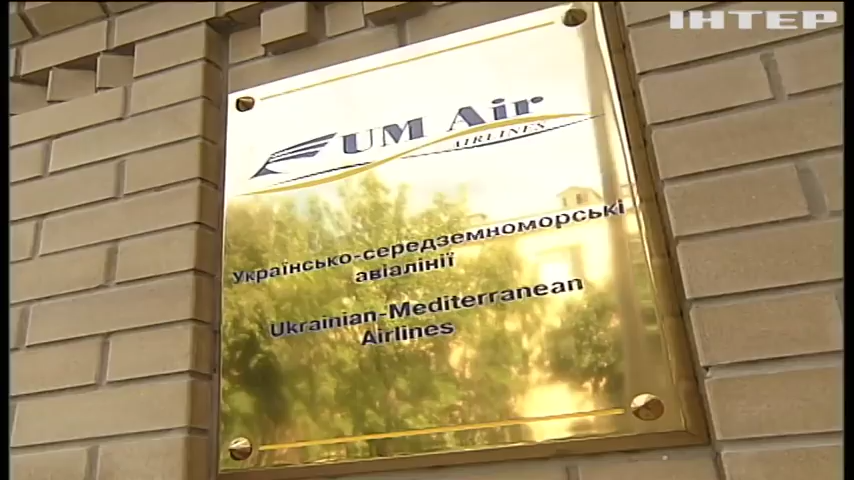 ІНТЕР
UM Air
AIRLINES
Українсько-середземноморські
авіалінії
Ukrainian-Mediterranean
Airlines